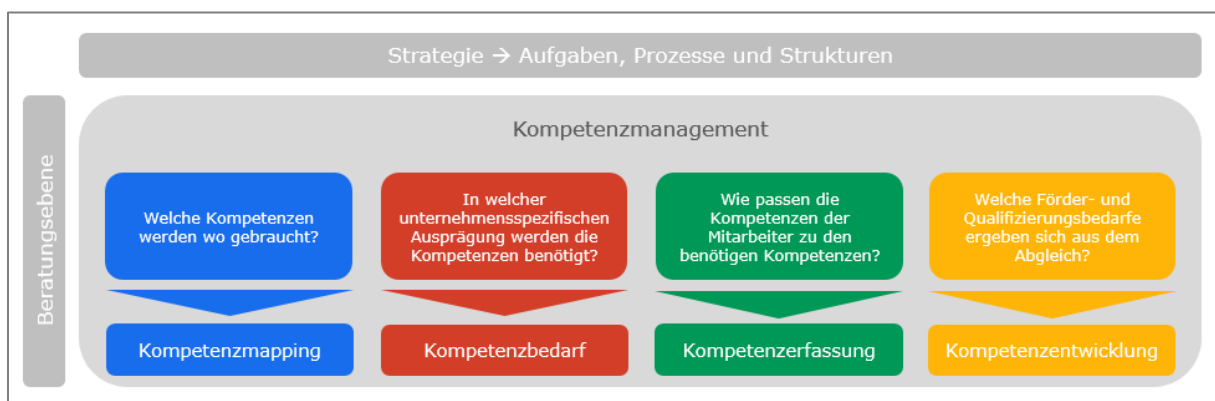 Strategie → Aufgaben, Prozesse und Strukturen
Beratungsebene
Kompetenzmanagement
Welche Kompetenzen
werden wo gebraucht?
In welcher
unternehmensspezifischen
Ausprägung werden die
Kompetenzen benötigt?
Wie passen die
Kompetenzen der
Mitarbeiter zu den
benötigen Kompetenzen?
Welche Förder- und
Qualifizierungsbedarfe
ergeben sich aus dem
Abgleich?
Kompetenzmapping
Kompetenzbedarf
Kompetenzerfassung
Kompetenzentwicklung